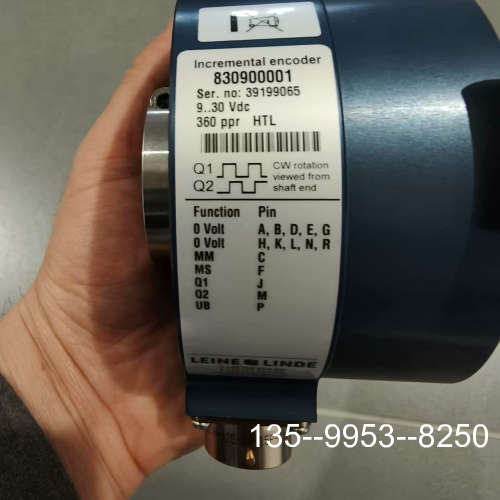 Incremental encoder
830900001
Ser. no: 39199065
9..30 Vdc
360 ppr HTL
Q1
Q2
CW rotation
viewed from
shaft end
Function Pin
0 Volt A, B, D, E, G
0 Volt H, K, L, N, R
MM C
MS F
Q1 J
Q2 M
UB P
LEINE LINDE
135--9953--8250